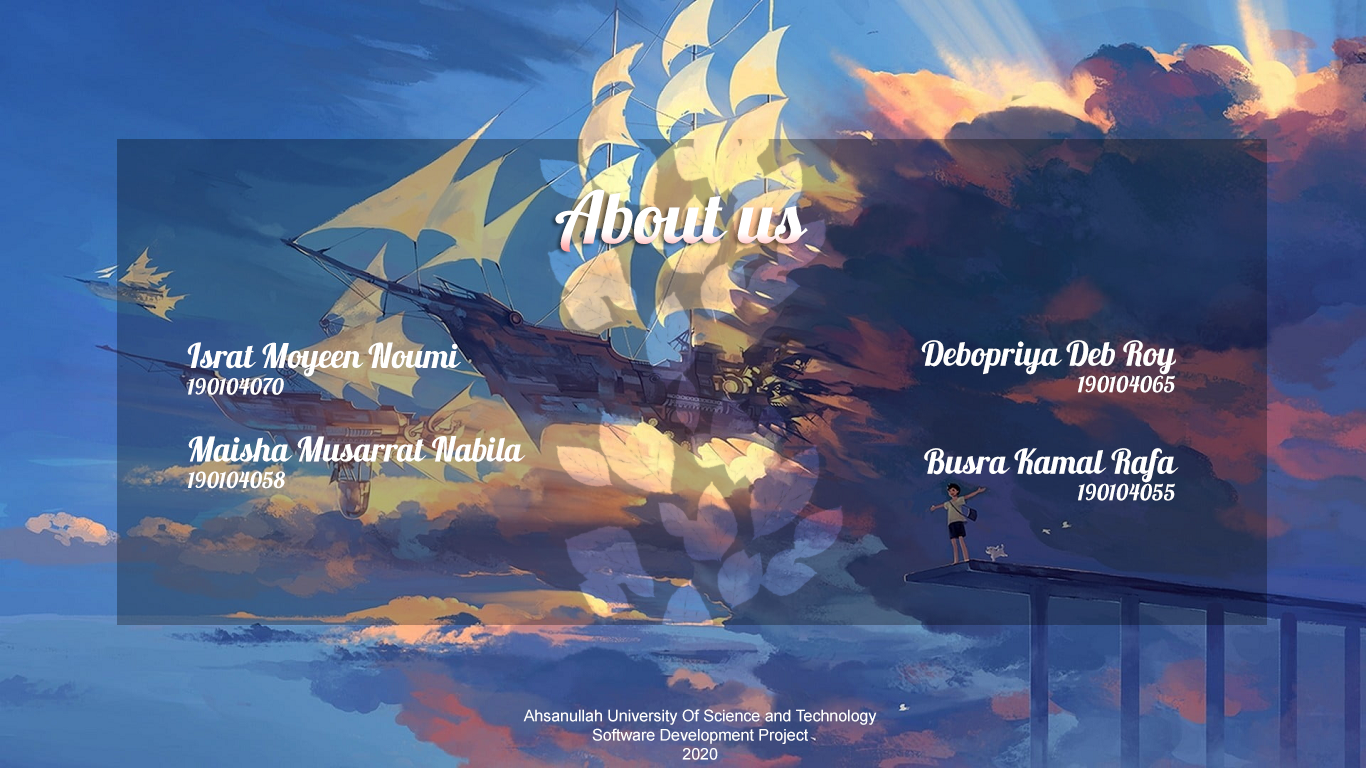 About us
Israt Moyeen Noumi
190104070
Maisha Musarrat Nabila
190104058
Debopriya Deb Roy
190104065
Busra Kamal Rafa
190104055
Ahsanullah University Of Science and Technology
Software Development Project
2020